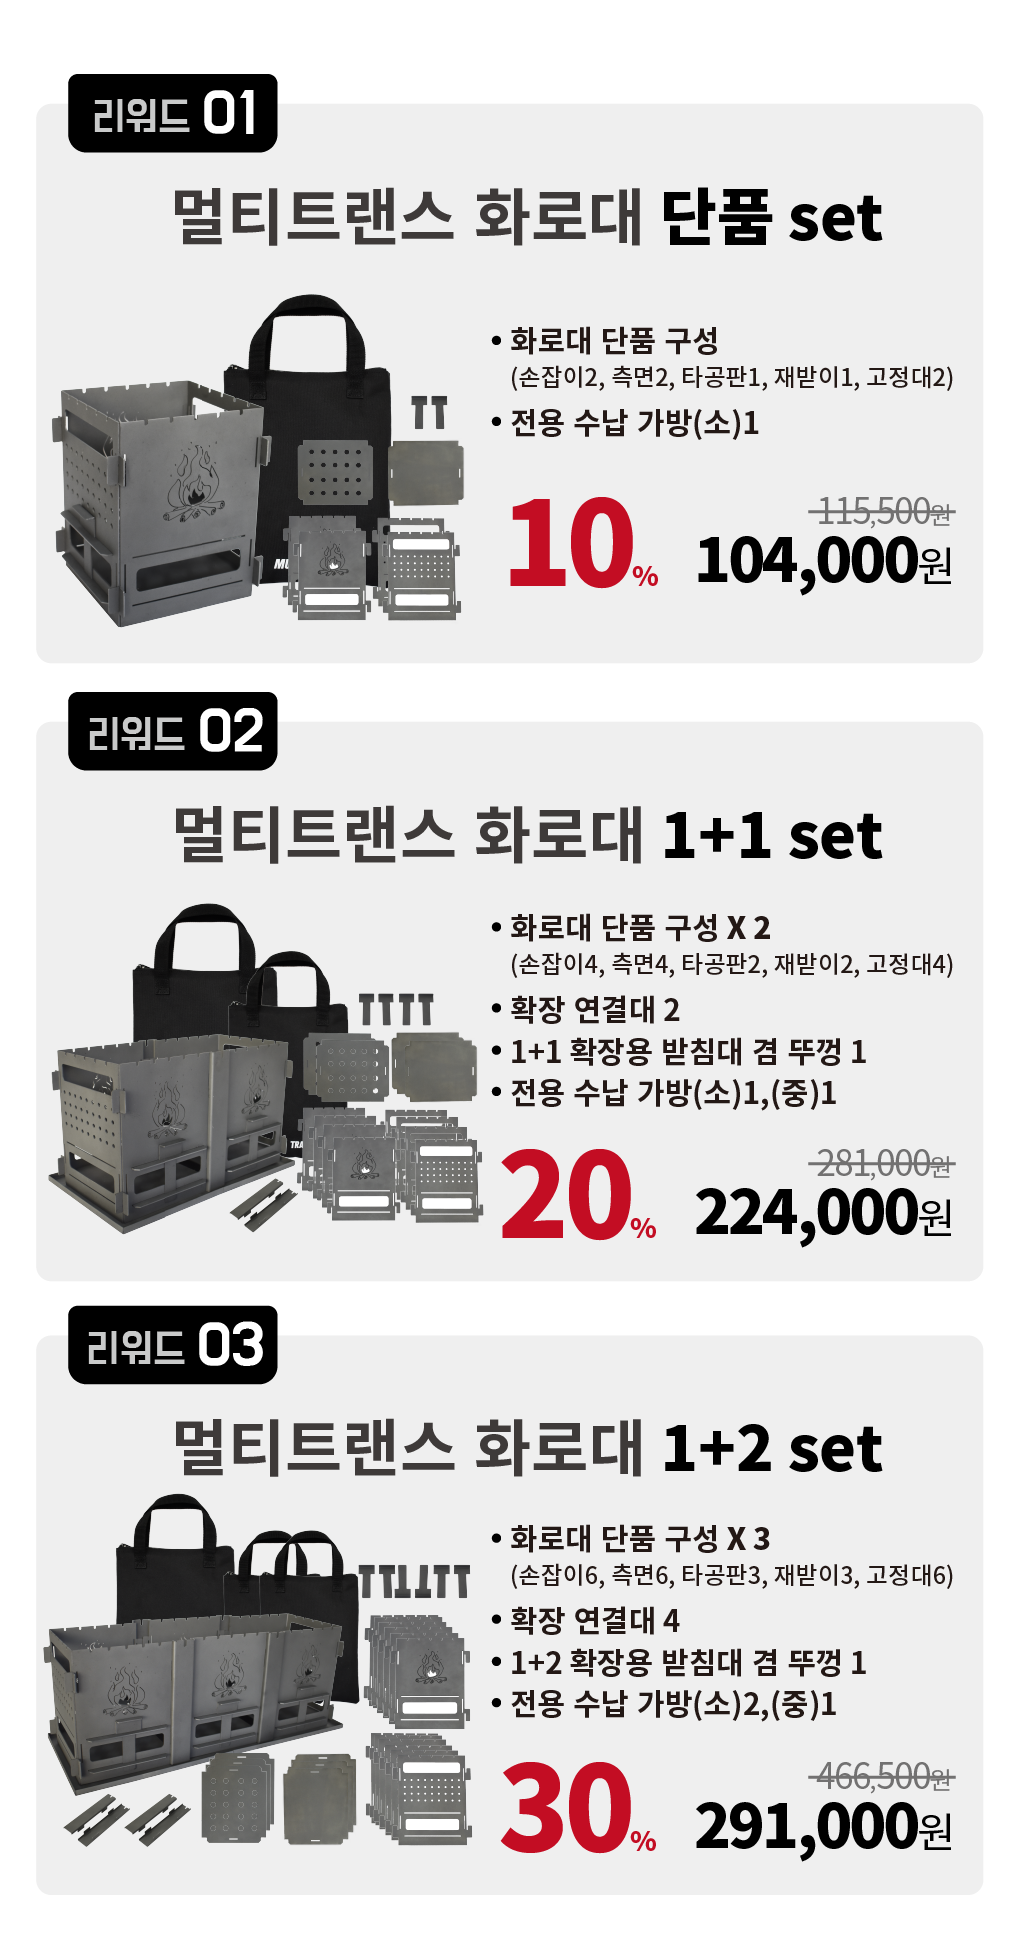 리워드 01
멀티트랜스 화로대 단품 set
• 화로대 단품 구성
(손잡이2, 측면2, 타공판1, 재받이1, 고정대2)
• 전용 수납 가방(소)1
115,500원
10% 104,000원
리워드 02
멀티트랜스 화로대 1+1 set
• 화로대 단품 구성 X 2
(손잡이4, 측면4, 타공판2, 재받이2, 고정대4)
• 확장 연결대 2
• 1+1 확장용 받침대 겸 뚜껑 1
• 전용 수납 가방(소)1,(중)1
281,000원
20% 224,000원
리워드 03
멀티트랜스 화로대 1+2 set
• 화로대 단품 구성 X 3
(손잡이6, 측면6, 타공판3, 재받이3, 고정대6)
• 확장 연결대 4
• 1+2 확장용 받침대 겸 뚜껑 1
• 전용 수납 가방(소)2,(중)1
466,500원
30% 291,000원